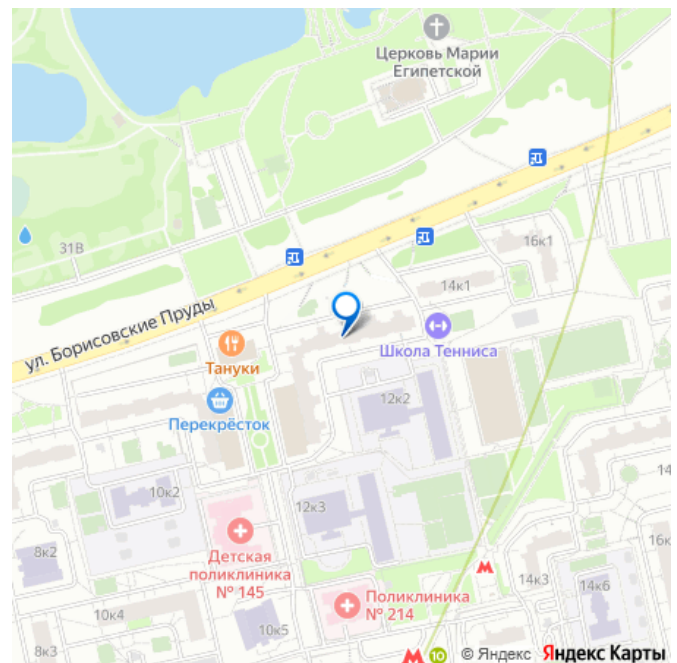 Церковь Марии
Египетской
31В
16к1
14к1
ул. Борисовские Пруды
Школа Тенниса
Тануки
12к2
Перекрёсток
14
10к2
12к3
16к
8к2
Детская
поликлиника
№ 145
14к3
14к6
Поликлиника
№ 214
10к4
10к5
8к3
10
© Яндекс Яндекс Карты